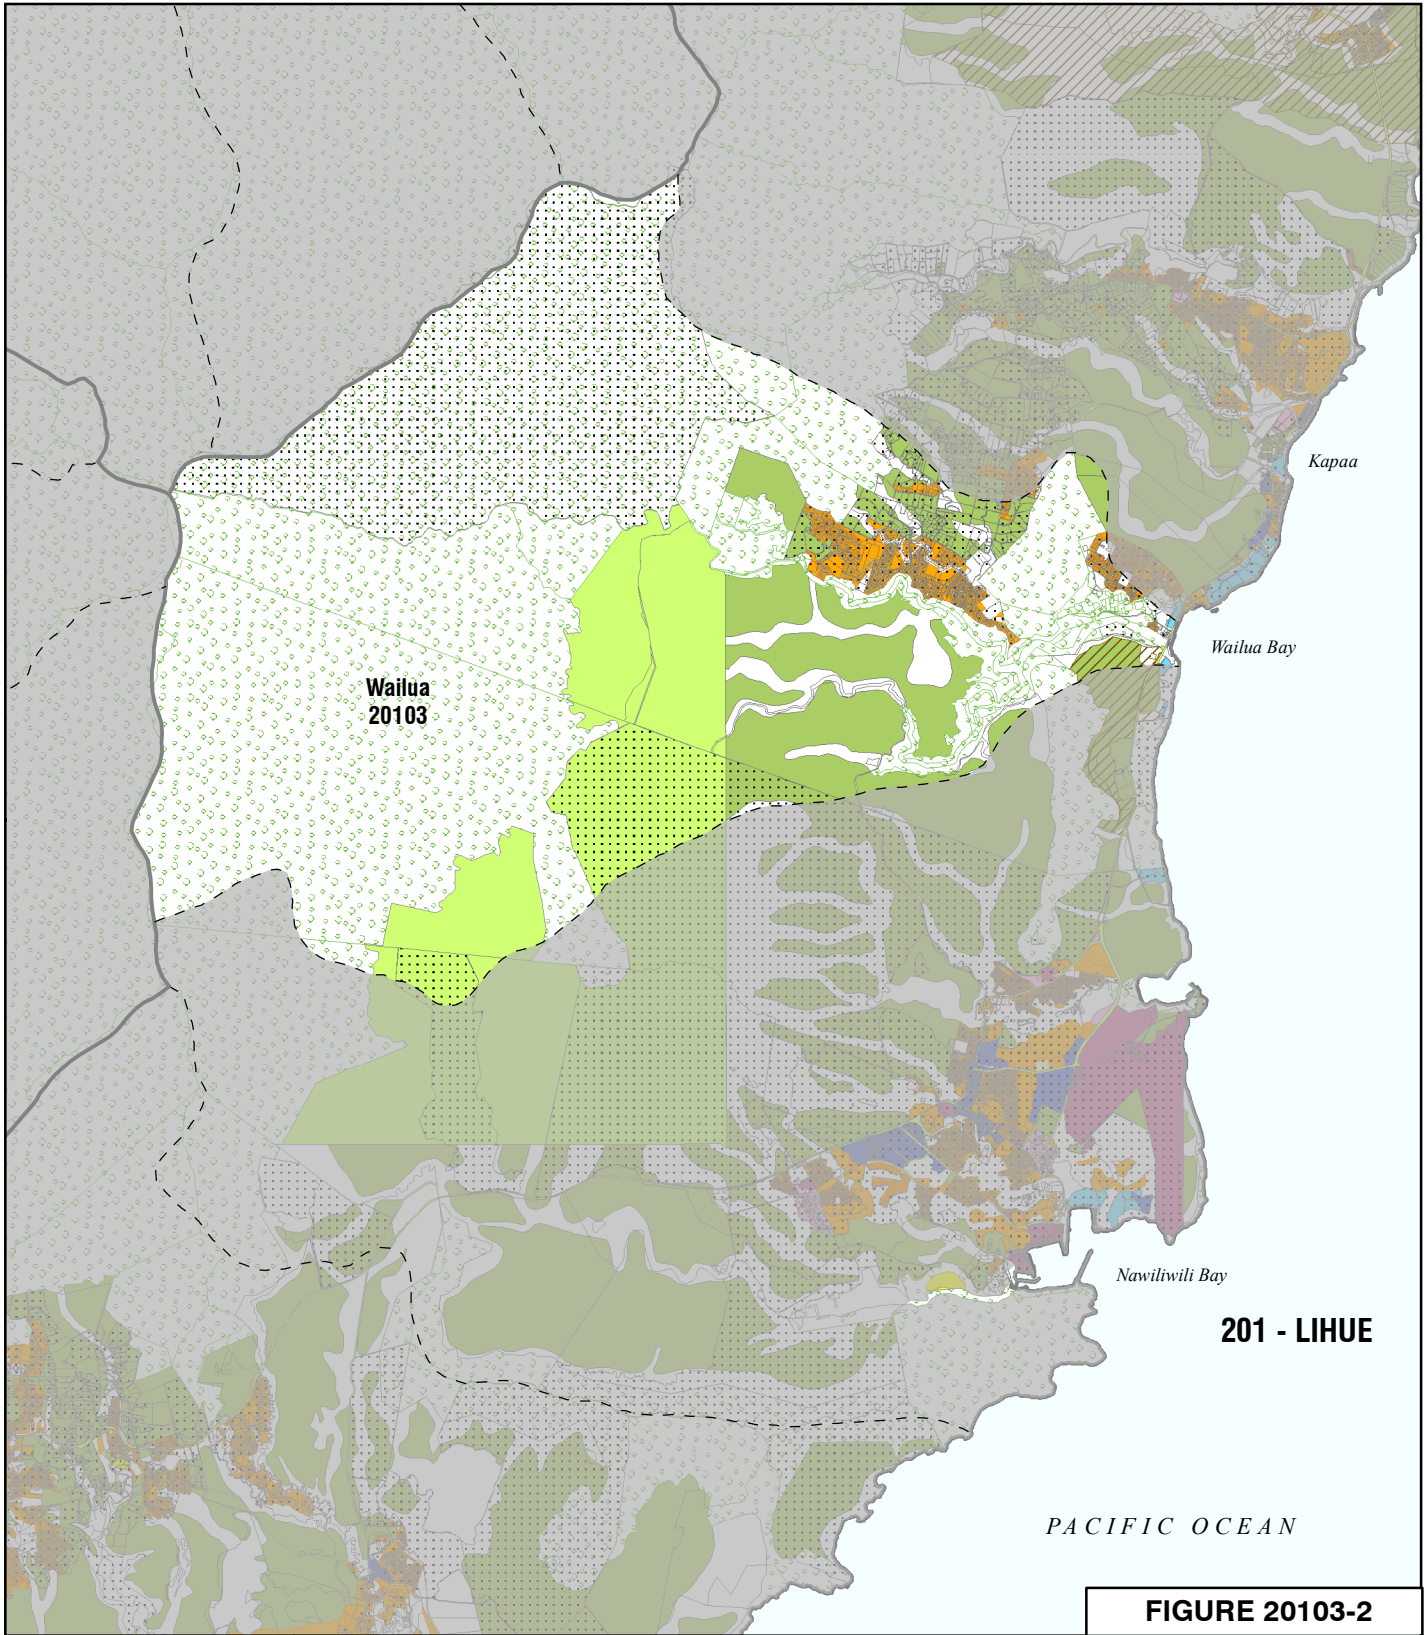 Kapaa
Wailua Bay
Wailua
20103
Nawiliwili Bay
201 - LIHUE
PACIFIC OCEAN
FIGURE 20103-2